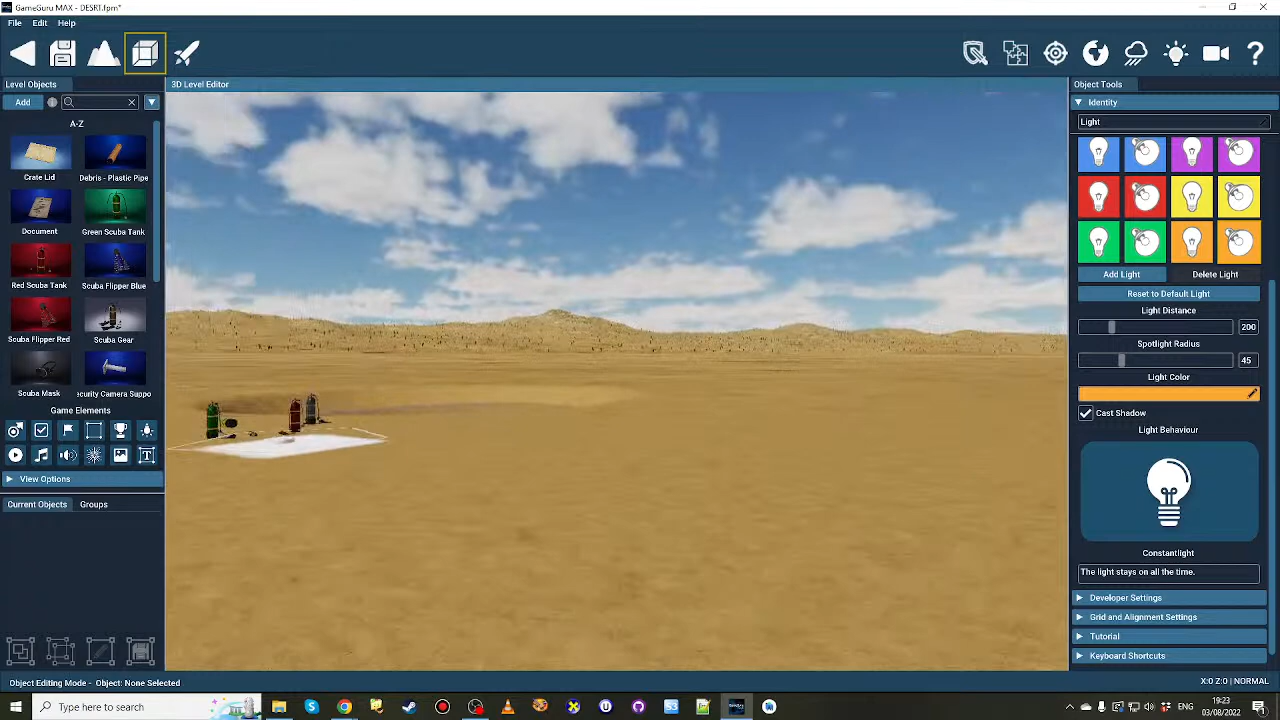 GameGuru MAX - DESRT.fpm*
File Edit Help
Level Objects
3D Level Editor
Object Tools
Add
A-Z
Crate Lid
Debris - Plastic Pipe
Document
Green Scuba Tank
Red Scuba Tank
Scuba Flipper Blue
Scuba Flipper Red
Scuba Gear
Scuba Mask
ecurity Camera Suppo
Game Elements
View Options
Current Objects Groups
Identity
Light
Add Light
Delete Light
Reset to Default Light
Light Distance
200
Spotlight Radius
45
Light Color
Cast Shadow
Light Behaviour
Constantlight
The light stays on all the time.
Developer Settings
Grid and Alignment Settings
Tutorial
Keyboard Shortcuts
Object Editing Mode - Object: None Selected
X:0 Z:0 | NORMAL
Type here to search
19:23
03/08/2022